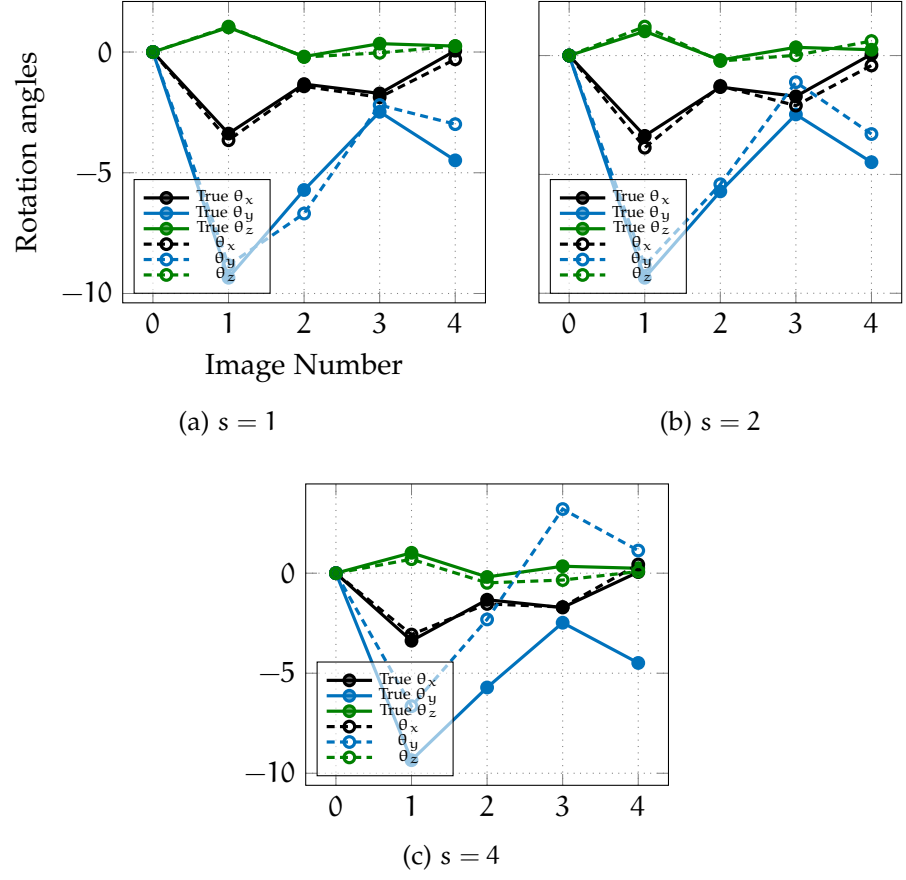 Rotation angles
0
−5
−10
True θx
True θy
True θz
θx
θy
θz
0 1 2 3 4
Image Number
(a) s = 1
0
−5
−10
True θx
True θy
True θz
θx
θy
θz
0 1 2 3 4
(b) s = 2
0
−5
−10
True θx
True θy
True θz
θx
θy
θz
0 1 2 3 4
(c) s = 4